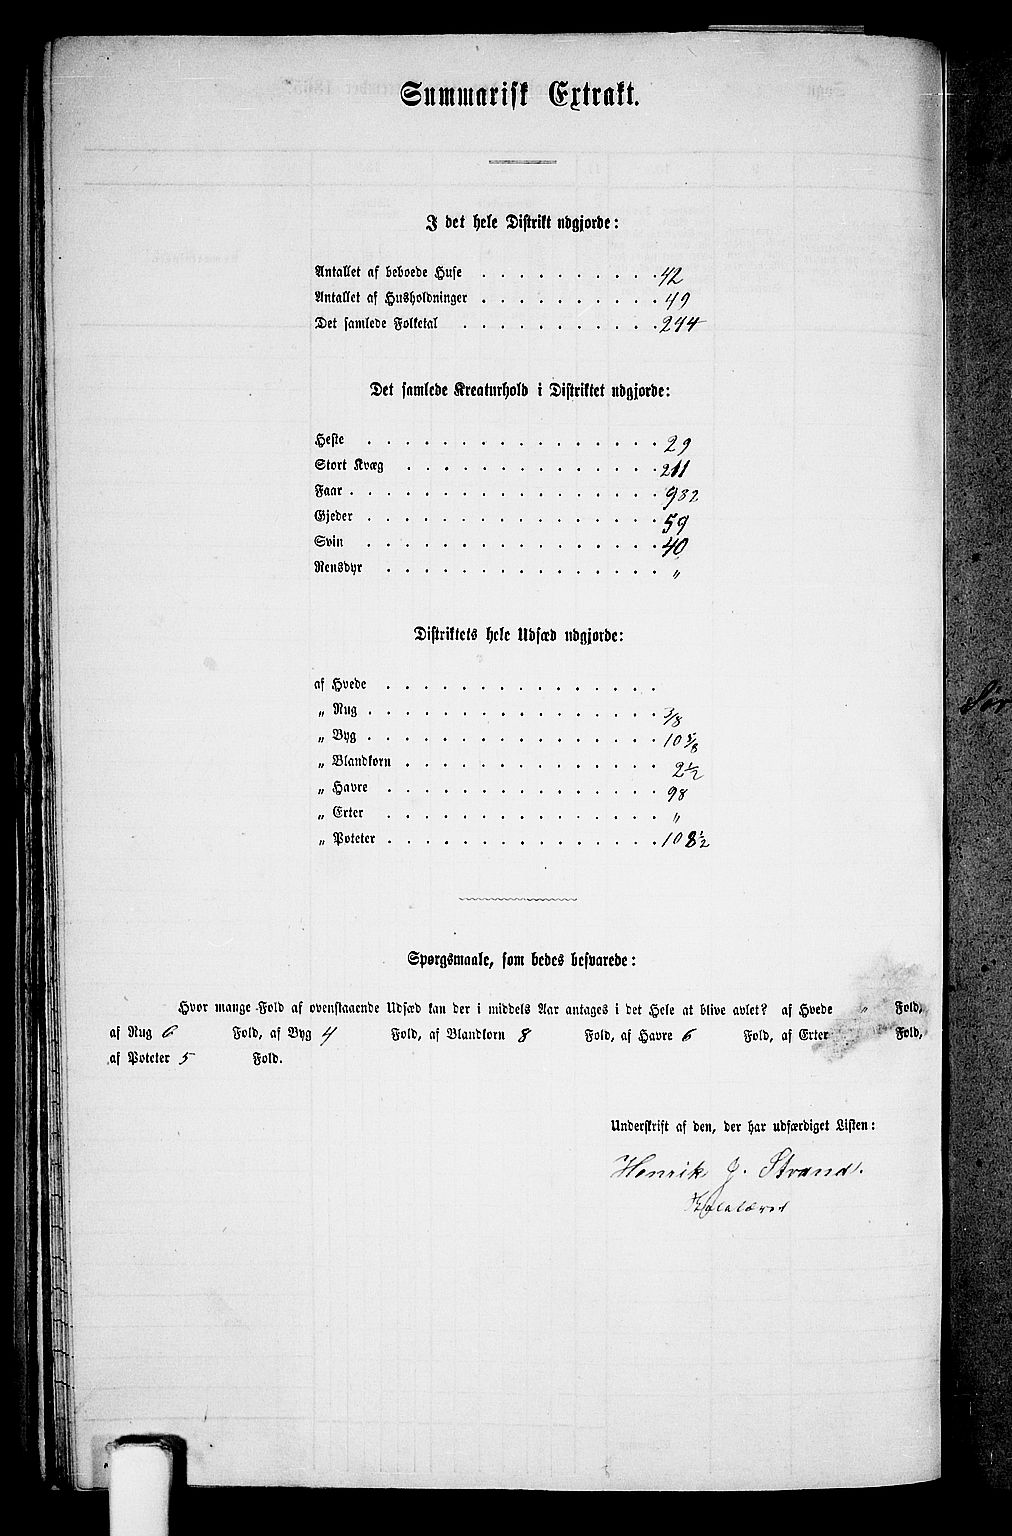 Summarisk Extrakt.
I det hele Distrikt udgjorde:
Antallet af beboede Huse . . . . . . . . . . 42
Antallet af Husholdninger . . . . . . . . . . 49
Det samlede Folketal . . . . . . . . . . . 244
Det samlede Kreaturhold i Distriktet udgjorde:
Heste . . . . . . . . . . . . . . . . 29
Stort Kvæg . . . . . . . . . . . . . . 211
Faar . . . . . . . . . . . . . . . . . 932
Gjeder . . . . . . . . . . . . . . . . 59
Svin . . . . . . . . . . . . . . . . 40
Rensdyr . . . . . . . . . . . . . . . "
Distriktets hele Udsæd udgjorde:
af Hvede . . . . . . . . . . . . . . .
„ Rug . . . . . . . . . . . . . . . . 3/8
„ Byg . . . . . . . . . . . . . . . . 10 5/8
„ Blandkorn . . . . . . . . . . . . . . 2 1/2
„ Havre . . . . . . . . . . . . . . . 98
„ Erter . . . . . . . . . . . . . . . "
„ Poteter . . . . . . . . . . . . . . . 108 1/2
Spørgsmaale, som bedes besvarede:
Hvor mange Fold af ovenstaaende Udsæd kan der i middels Aar antages i det Hele at blive avlet? af Hvede " Fold,
af Rug 6 Fold, af Byg 4 Fold, af Blandkorn 8 Fold, af Havre 6 Fold, af Erter Fold,
af Poteter 5 Fold.
Underskrift af den, der har udfærdiget Listen:
Henrik J. Strand.